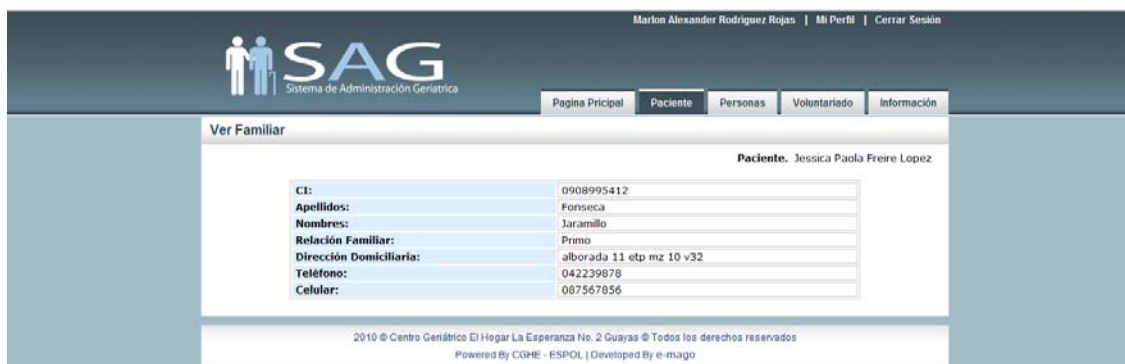 Marlon Alexander Rodriguez Rojas | Mi Perfil | Cerrar Sesión
SAG
Sistema de Administración Geriatrica
Pagina Pricipal Paciente Personas Voluntariado Información
Ver Familiar
Paciente. Jessica Paola Freire Lopez
CI: 0908995412
Apellidos: Fonseca
Nombres: Jaramillo
Relación Familiar: Primo
Dirección Domiciliaria: alborada 11 etp mz 10 v32
Teléfono: 042239878
Celular: 087567856
2010 © Centro Geriátrico El Hogar La Esperanza No. 2 Guayas © Todos los derechos reservados
Powered By CGHE - ESPOL | Developed By e-mago